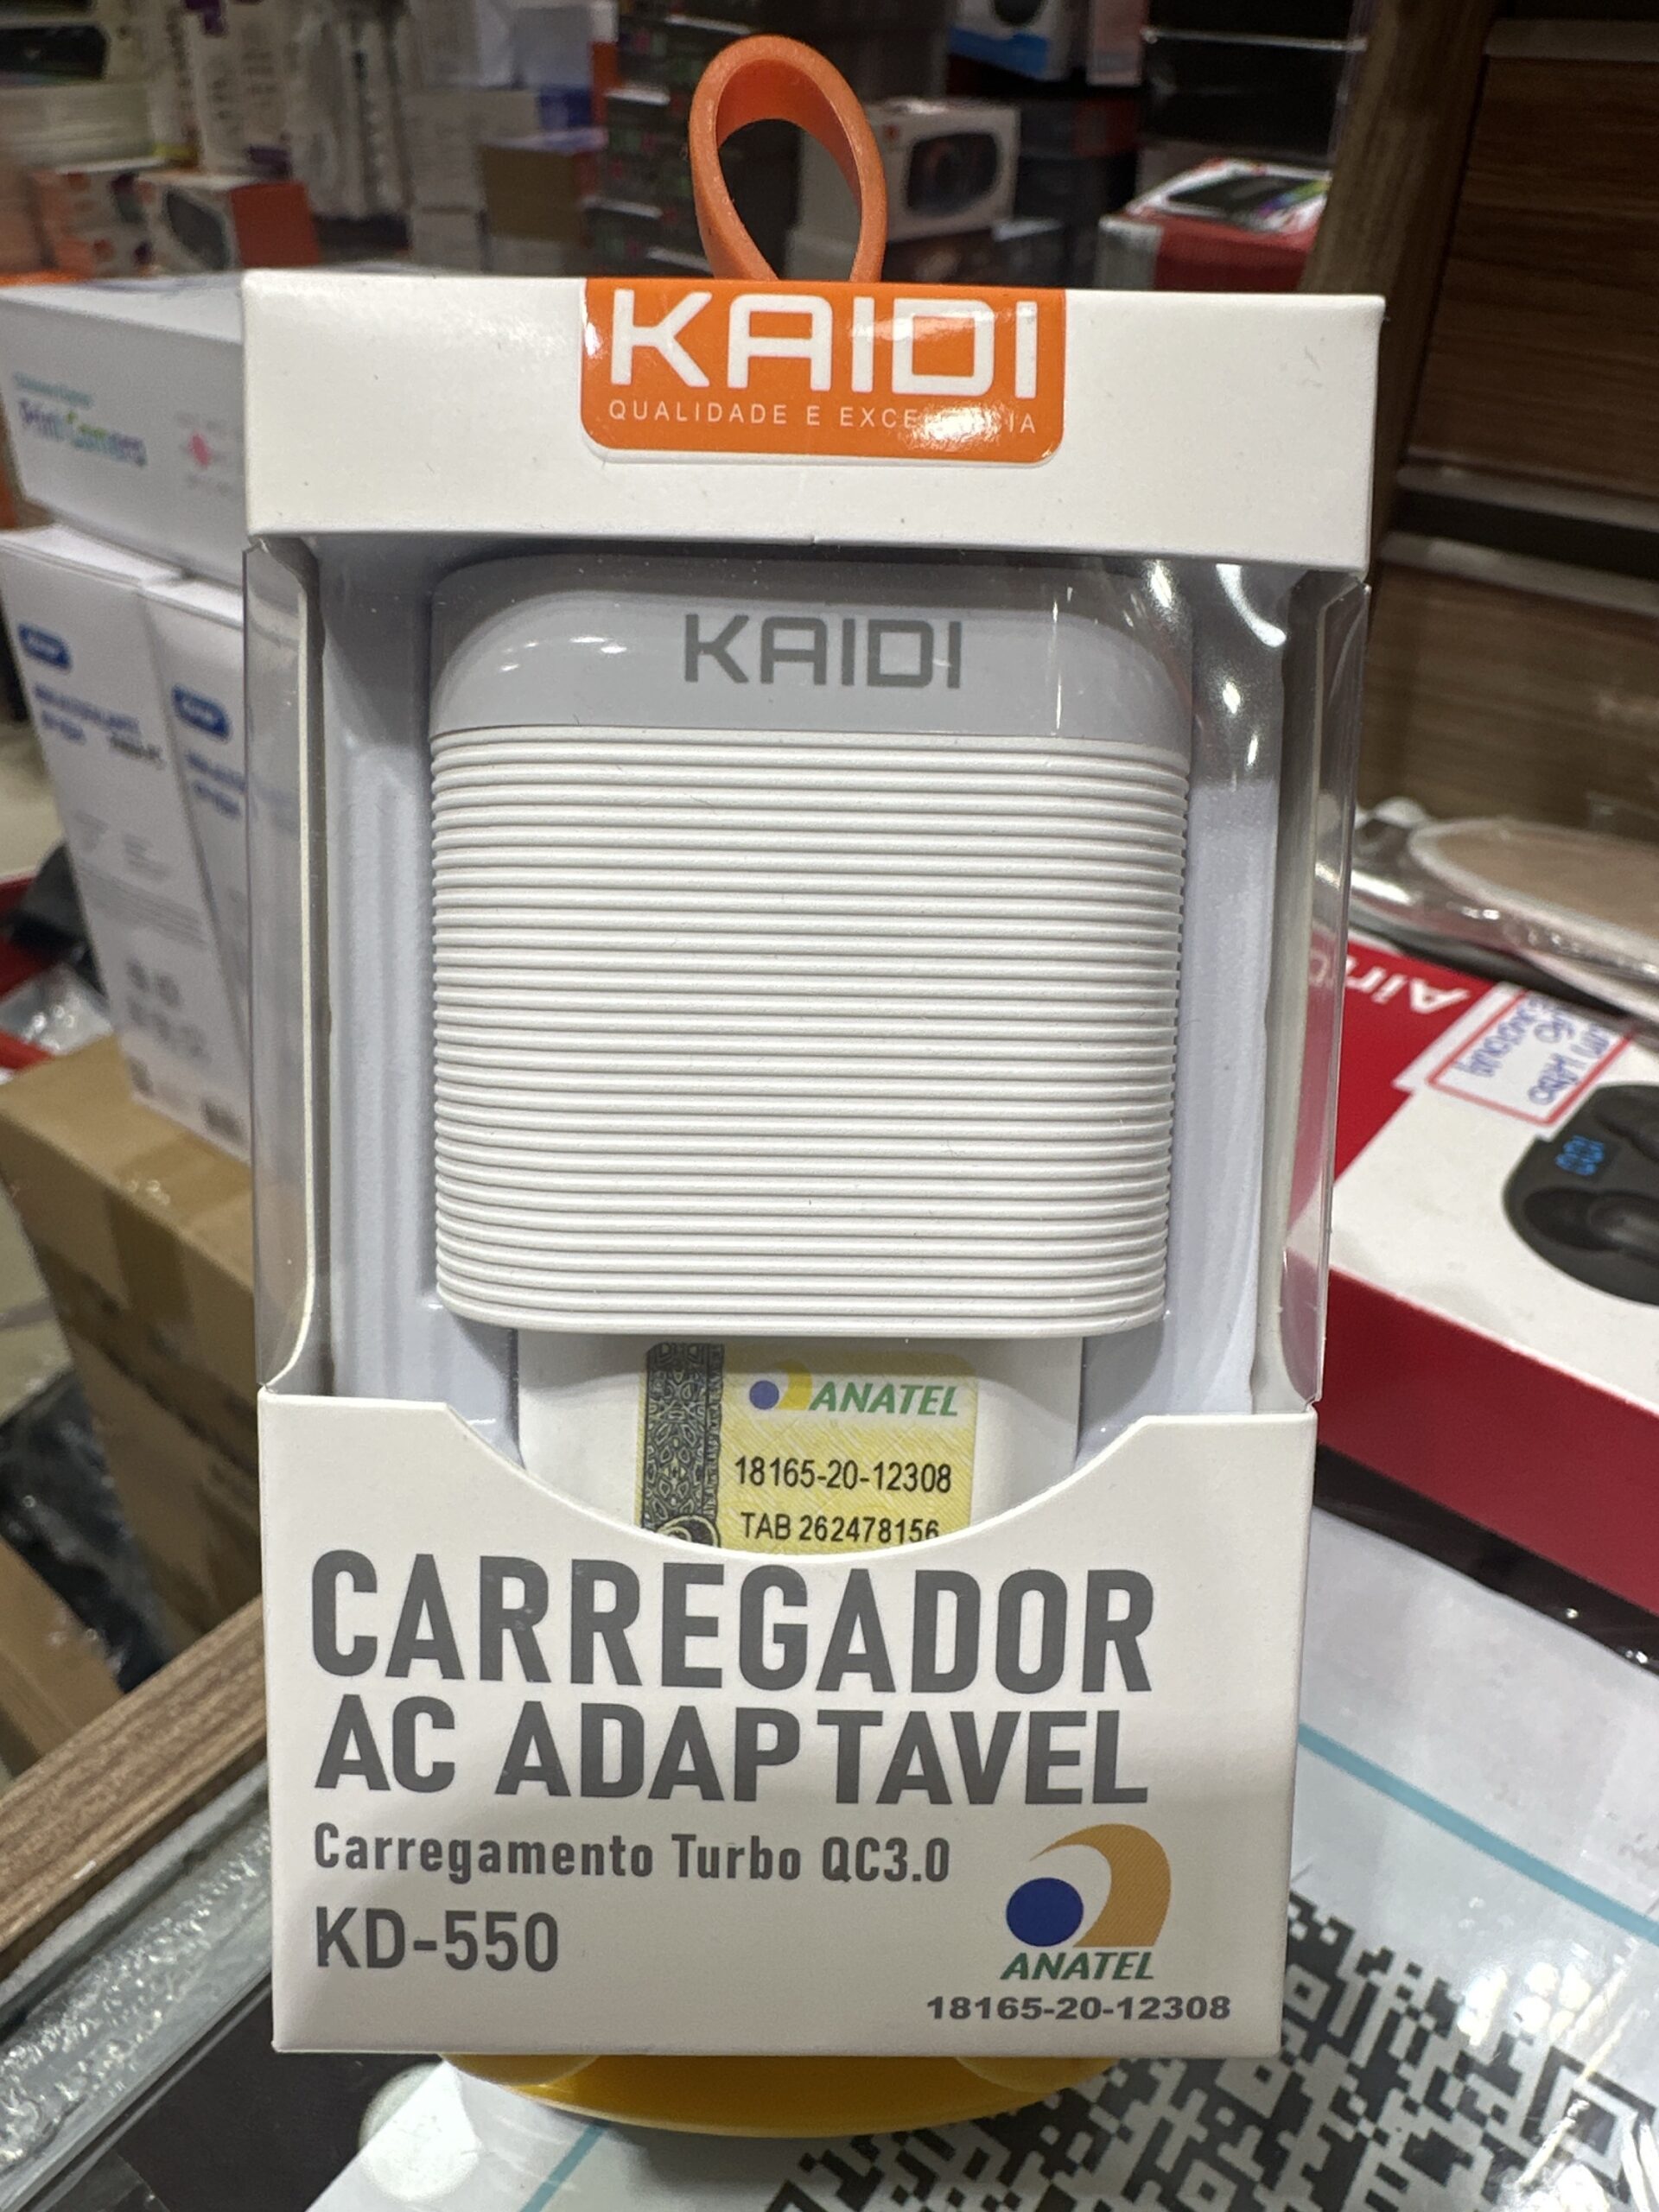 KAIDI
QUALIDADE E
KAIDI
ANATEL
18165-20-12308
TAB 262478156
CARREGADOR
AC ADAPTAVEL
Carregamento Turbo QC3.0
KD-550
ANATEL
18165-20-12308